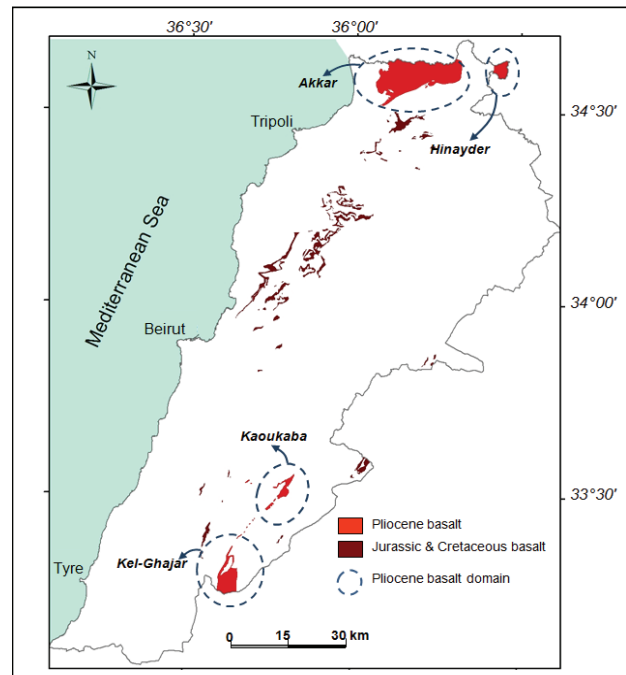 36°30' 36°00'
N
Akkar
34°30'
Tripoli
Hinayder
Mediterranean Sea
34°00'
Beirut
Kaoukaba
33°30'
Pliocene basalt
Jurassic & Cretaceous basalt
Kel-Ghajar
Tyre
Pliocene basalt domain
0 15 30 km